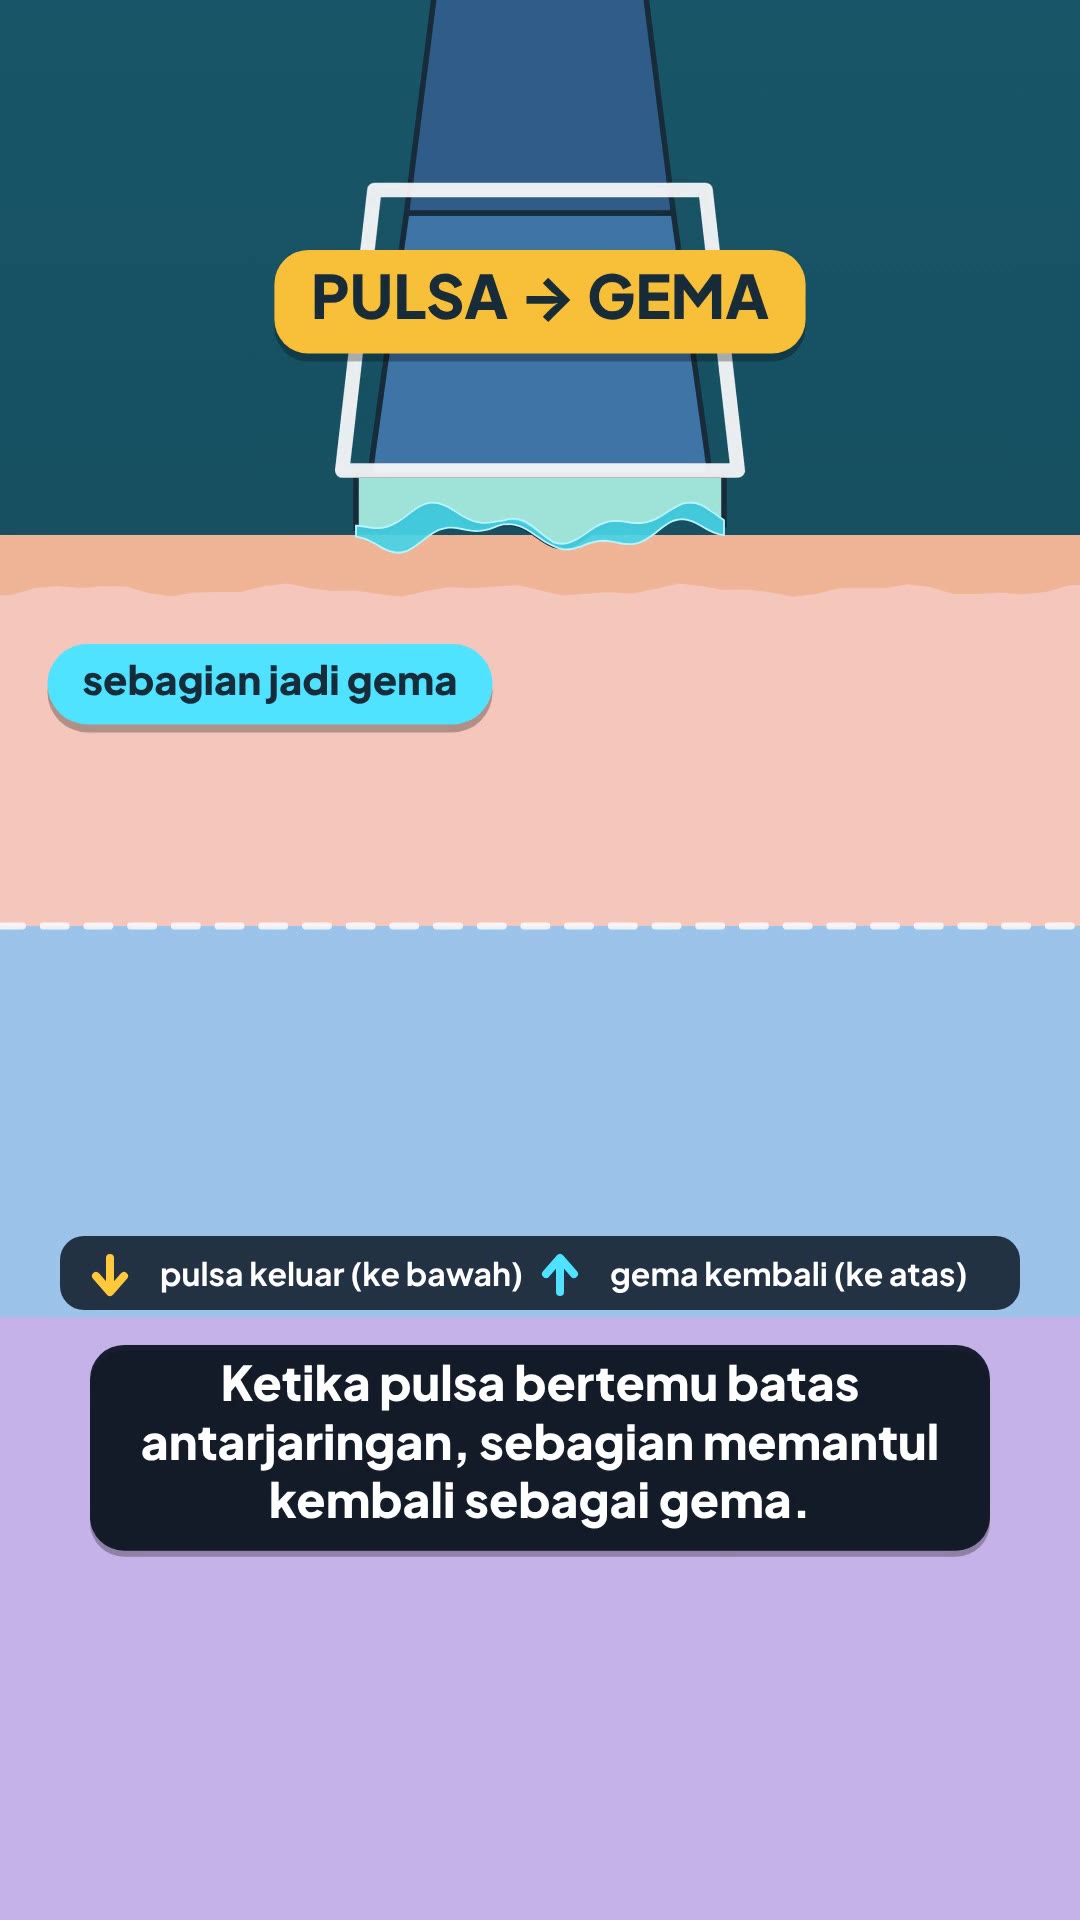 PULSA → GEMA
sebagian jadi gema
pulsa keluar (ke bawah)
gema kembali (ke atas)
Ketika pulsa bertemu batas
antarjaringan, sebagian memantul
kembali sebagai gema.